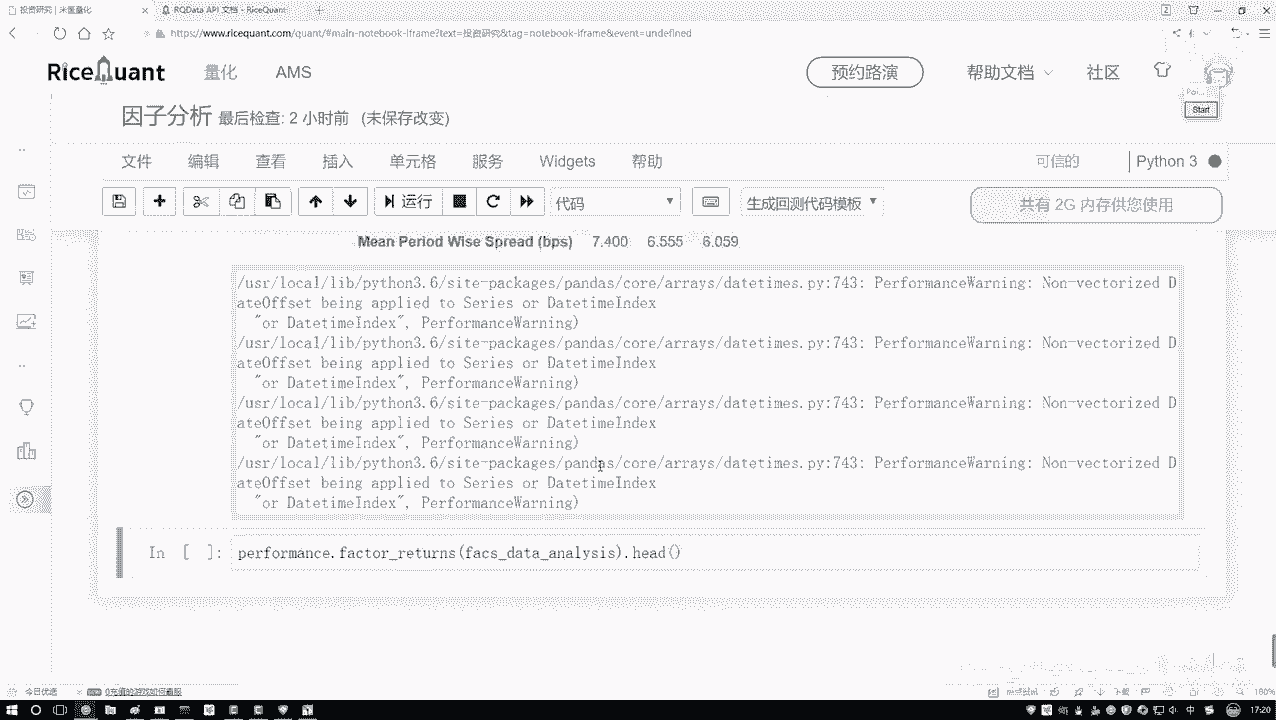 投资研究 | 米筐量化
RQData API 文档 - RiceQuant
https://www.ricequant.com/quant/#main-notebook-iframe?text=投资研究&tag=notebook-iframe&event=undefined
RiceQuant 量化 AMS 预约路演 帮助文档 社区
Start
因子分析 最后检查: 2 小时前 (未保存改变)
文件 编辑 查看 插入 单元格 服务 Widgets 帮助 可信的 Python 3
运行 代码 生成回测代码模板 共有 2G 内存供您使用
Mean Period Wise Spread (bps) 7.400 6.555 6.059
/usr/local/lib/python3.6/site-packages/pandas/core/arrays/datetimes.py:743: PerformanceWarning: Non-vectorized D
ateOffset being applied to Series or DatetimeIndex
"or DatetimeIndex", PerformanceWarning)
/usr/local/lib/python3.6/site-packages/pandas/core/arrays/datetimes.py:743: PerformanceWarning: Non-vectorized D
ateOffset being applied to Series or DatetimeIndex
"or DatetimeIndex", PerformanceWarning)
/usr/local/lib/python3.6/site-packages/pandas/core/arrays/datetimes.py:743: PerformanceWarning: Non-vectorized D
ateOffset being applied to Series or DatetimeIndex
"or DatetimeIndex", PerformanceWarning)
/usr/local/lib/python3.6/site-packages/pandas/core/arrays/datetimes.py:743: PerformanceWarning: Non-vectorized D
ateOffset being applied to Series or DatetimeIndex
"or DatetimeIndex", PerformanceWarning)
In [ ]: performance.factor_returns(facs_data_analysis).head()
今日优选
下载 180%
中 17:20